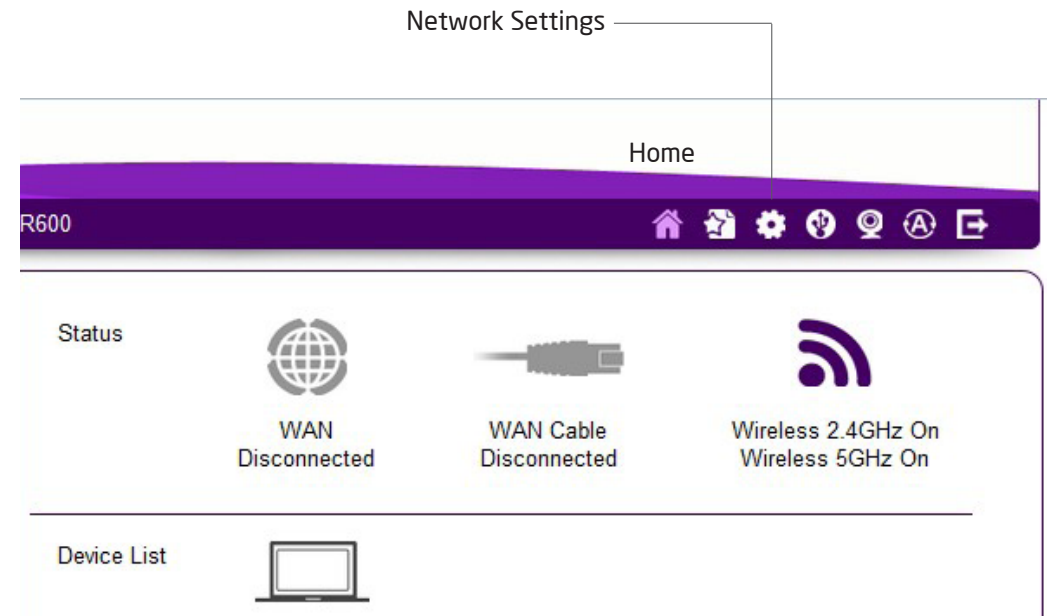 Network Settings
Home
R600
Status
WAN
Disconnected
WAN Cable
Disconnected
Wireless 2.4GHz On
Wireless 5GHz On
Device List